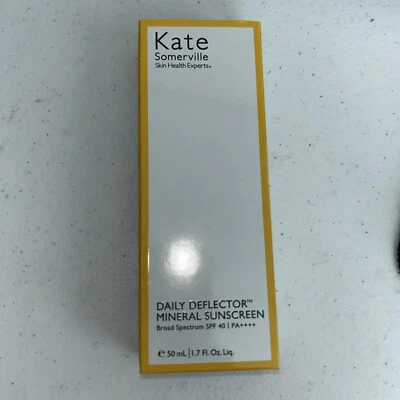 Kate
Somerville
Skin Health Experts®
DAILY DEFLECTOR™
MINERAL SUNSCREEN
Broad Spectrum SPF 40 | PA++++
℮ 50 mL | 1.7 Fl. Oz. Liq.